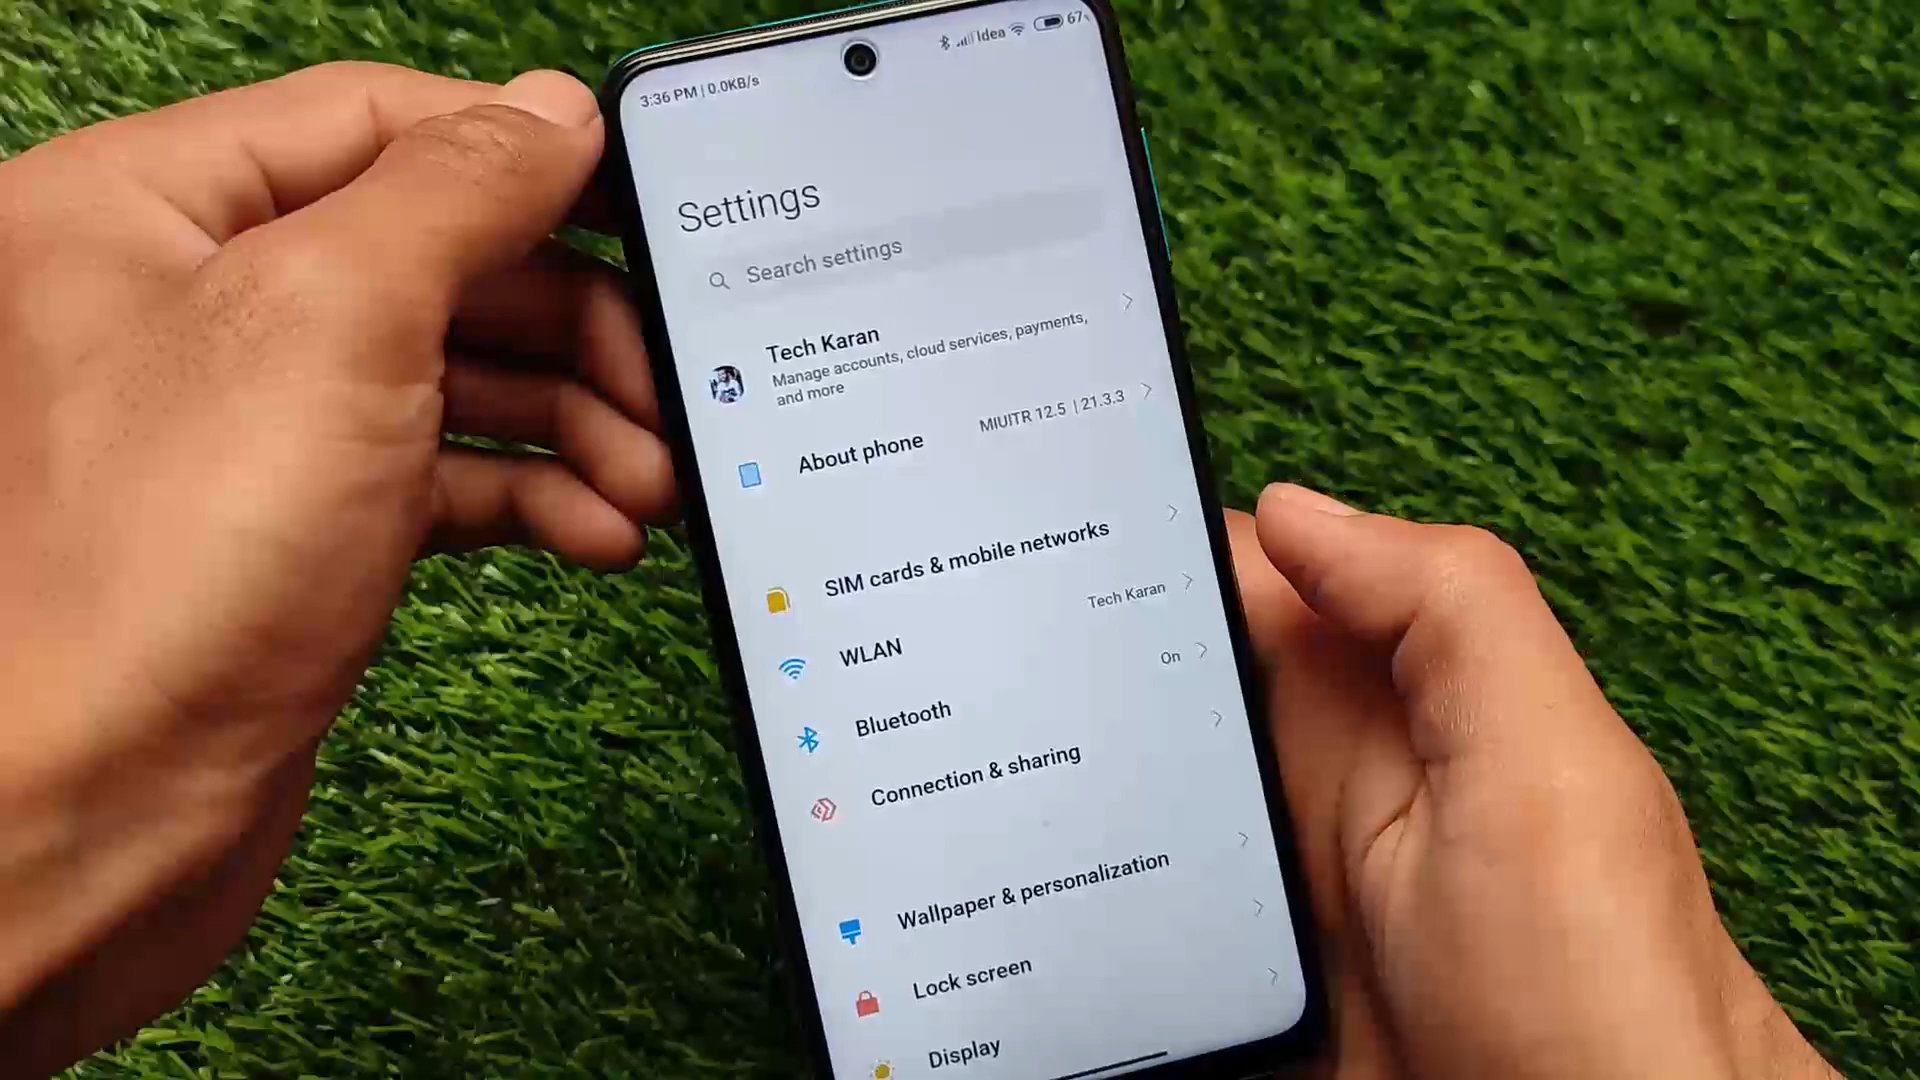 3:36 PM | 0.0KB/s
Idea 67
Settings
Search settings
Tech Karan
Manage accounts, cloud services, payments,
and more
About phone MIUITR 12.5 | 21.3.3
SIM cards & mobile networks
WLAN Tech Karan
Bluetooth On
Connection & sharing
Wallpaper & personalization
Lock screen
Display